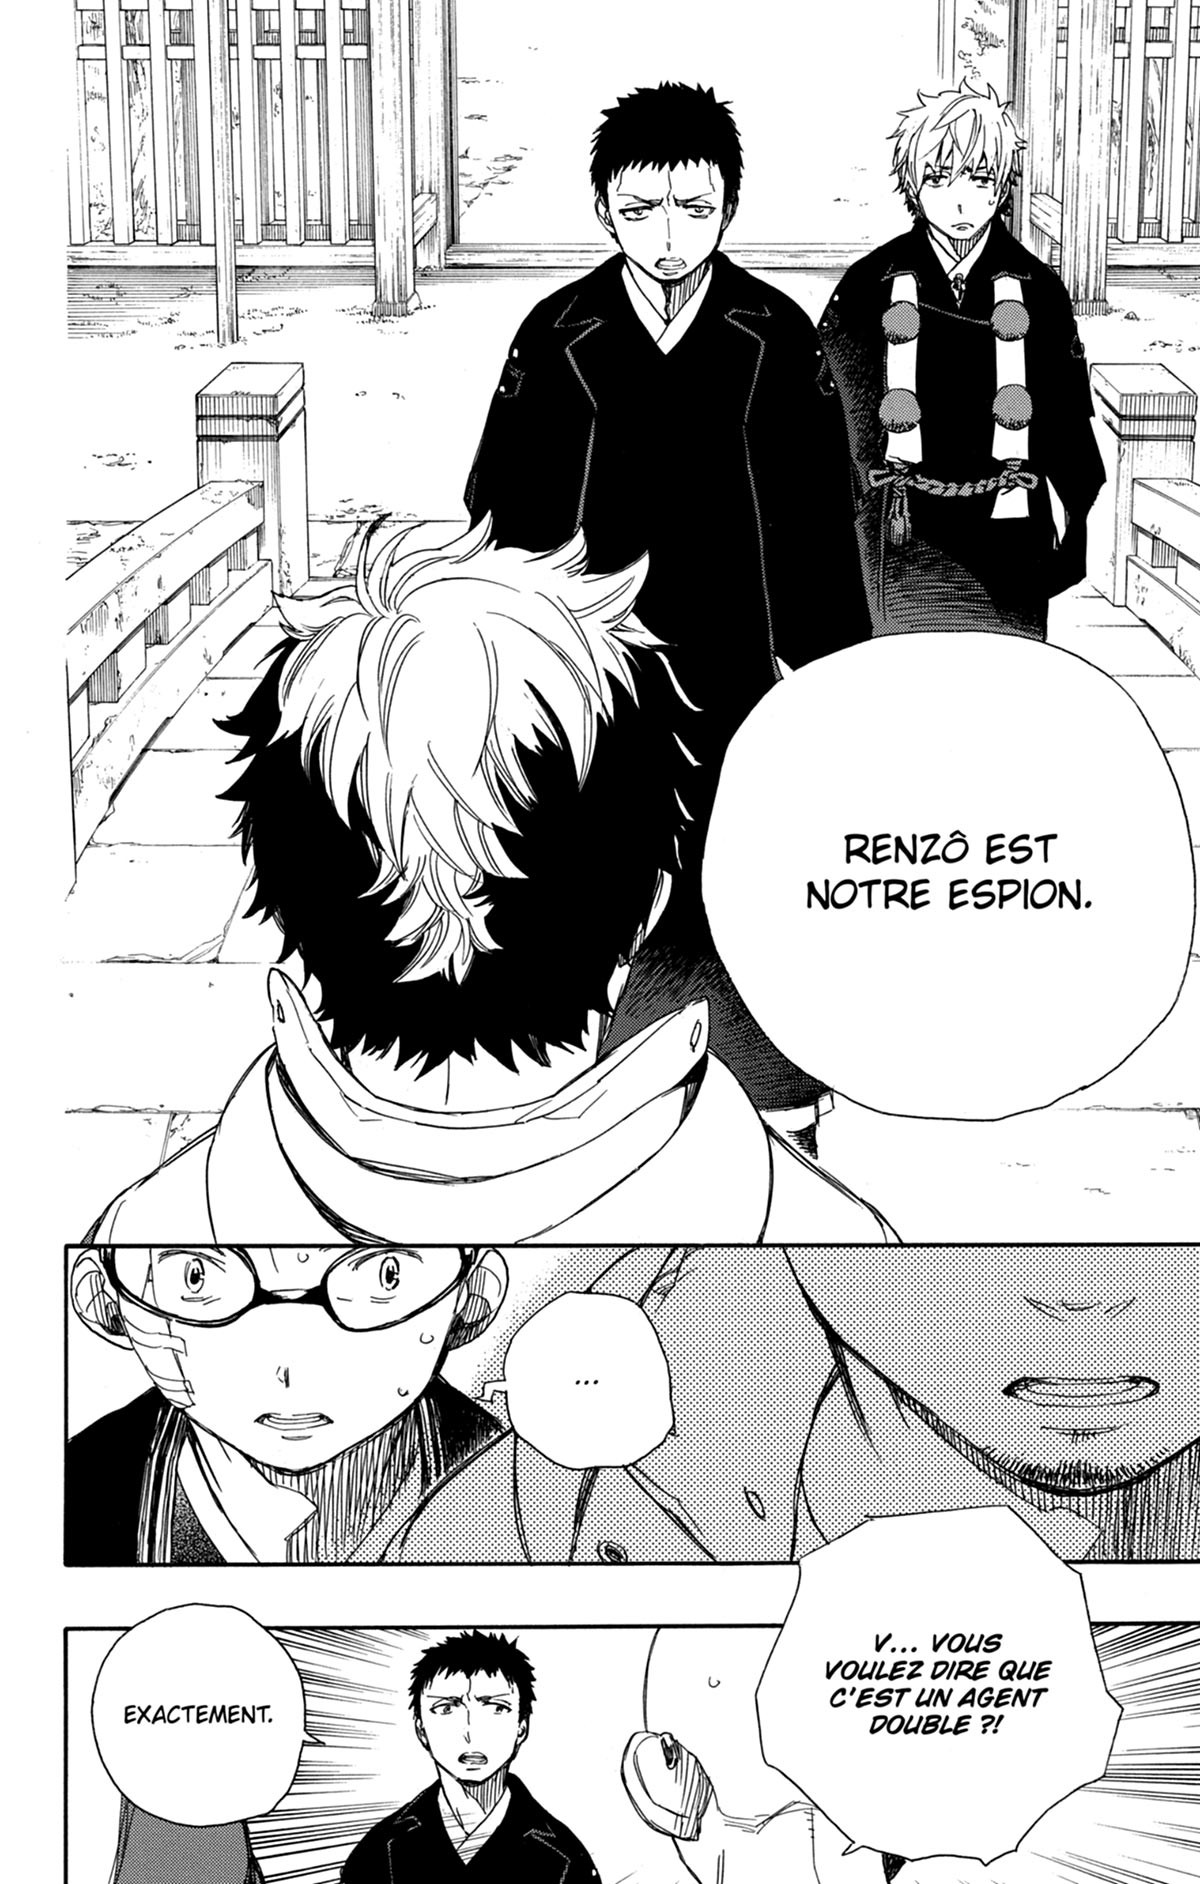 RENZÔ EST
NOTRE ESPION.
...
V... VOUS
VOULEZ DIRE QUE
C'EST UN AGENT
DOUBLE ?!
EXACTEMENT.